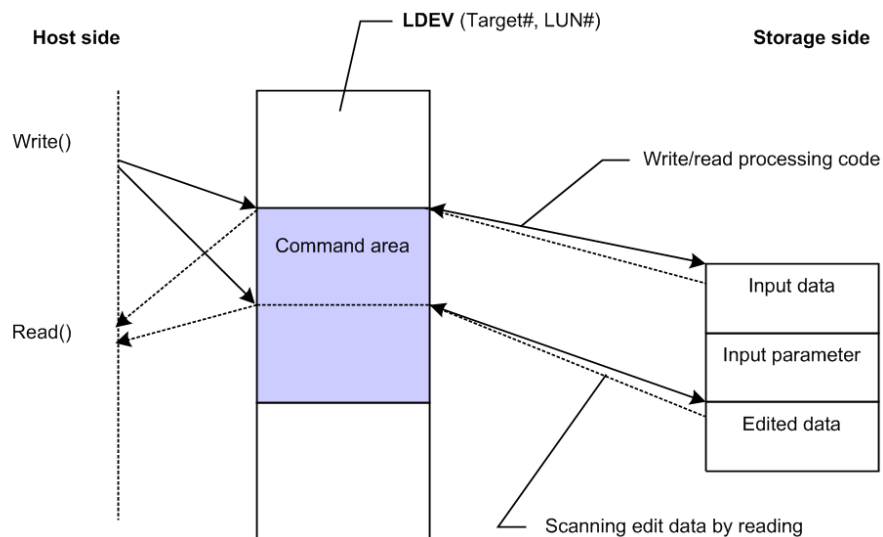 LDEV (Target#, LUN#)
Host side
Storage side
Write()
Write/read processing code
Command area
Input data
Read()
Input parameter
Edited data
Scanning edit data by reading